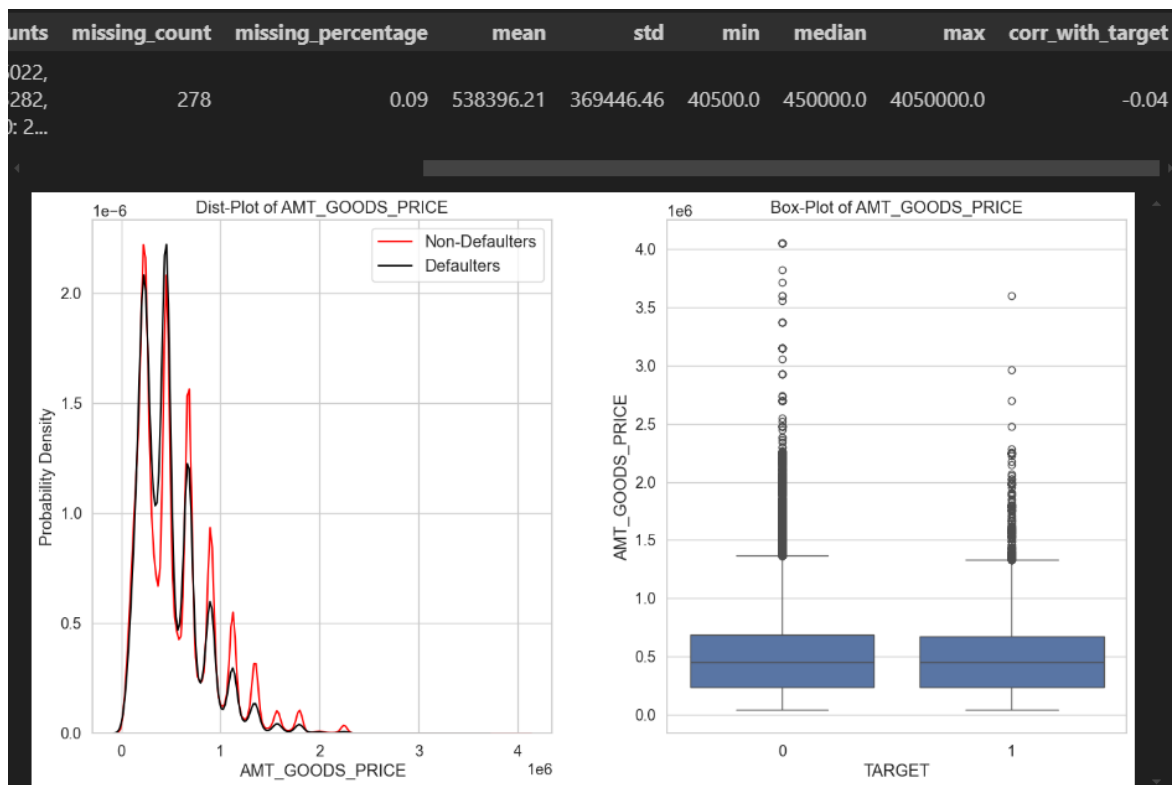 unts missing_count missing_percentage mean std min median max corr_with_target
5022,
5282, 278 0.09 538396.21 369446.46 40500.0 450000.0 4050000.0 -0.04
0: 2...
Dist-Plot of AMT_GOODS_PRICE
1e-6
Non-Defaulters
Defaulters
2.0
1.5
1.0
0.5
0.0
Probability Density
0 1 2 3 4
AMT_GOODS_PRICE
1e6
Box-Plot of AMT_GOODS_PRICE
1e6
4.0
3.5
3.0
2.5
2.0
1.5
1.0
0.5
0.0
AMT_GOODS_PRICE
0 1
TARGET